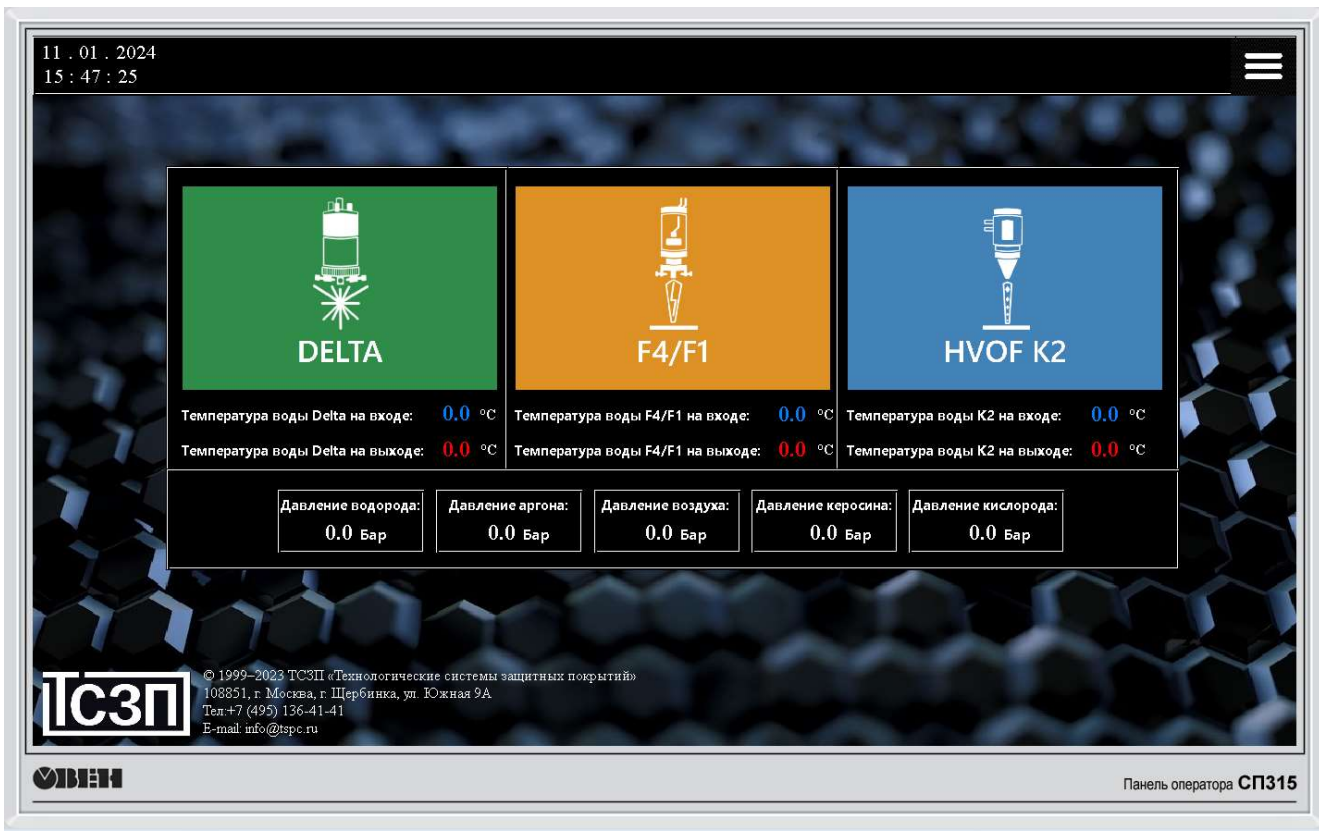 11 . 01 . 2024
15 : 47 : 25
DELTA
F4/F1
HVOF K2
Температура воды Delta на входе: 0.0 °C
Температура воды F4/F1 на входе: 0.0 °C
Температура воды K2 на входе: 0.0 °C
Температура воды Delta на выходе: 0.0 °C
Температура воды F4/F1 на выходе: 0.0 °C
Температура воды K2 на выходе: 0.0 °C
Давление водорода:
0.0 Бар
Давление аргона:
0.0 Бар
Давление воздуха:
0.0 Бар
Давление керосина:
0.0 Бар
Давление кислорода:
0.0 Бар
ТСЗП
© 1999–2023 ТСЗП «Технологические системы защитных покрытий»
108851, г. Москва, г. Щербинка, ул. Южная 9А
Тел:+7 (495) 136-41-41
E-mail: info@tspc.ru
ОВЕН
Панель оператора СП315